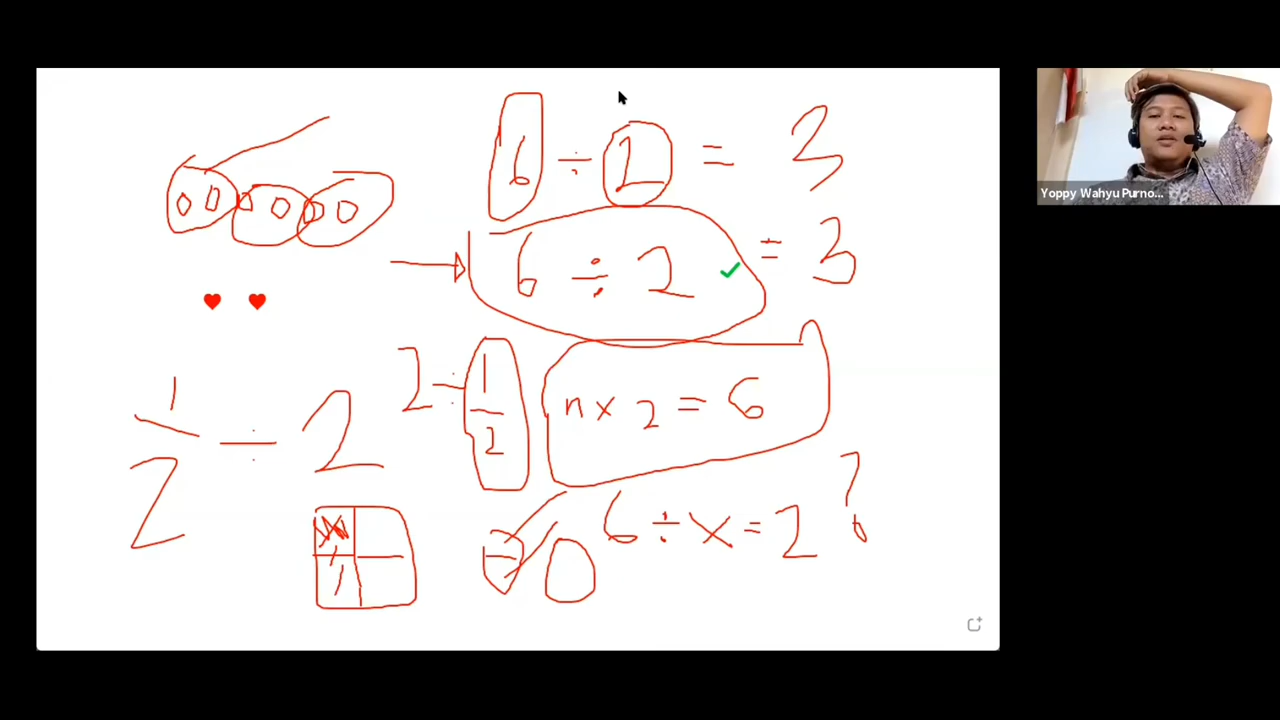 6 ÷ 2 = 3
6 ÷ 2 = 3
2 ÷ 1/2
n x 2 = 6
1/2 ÷ 2
6 ÷ x = 2 ?
Yoppy Wahyu Purno...